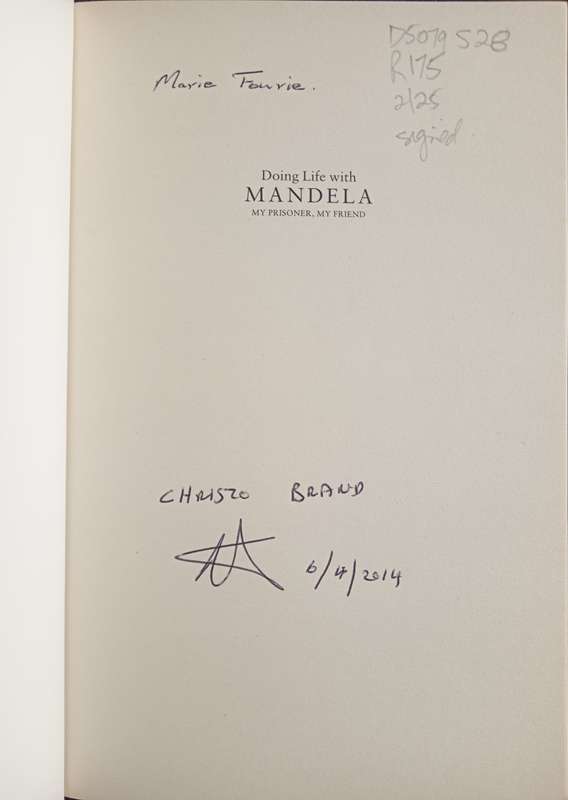 DS079 S2B
R175
2/25
signed
Marie Fourie.
Doing Life with
MANDELA
MY PRISONER, MY FRIEND
CHRISTO BRAND
6/4/2014